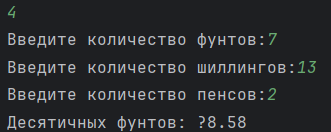 4
Введите количество фунтов:7
Введите количество шиллингов:13
Введите количество пенсов:2
Десятичных фунтов: ?8.58